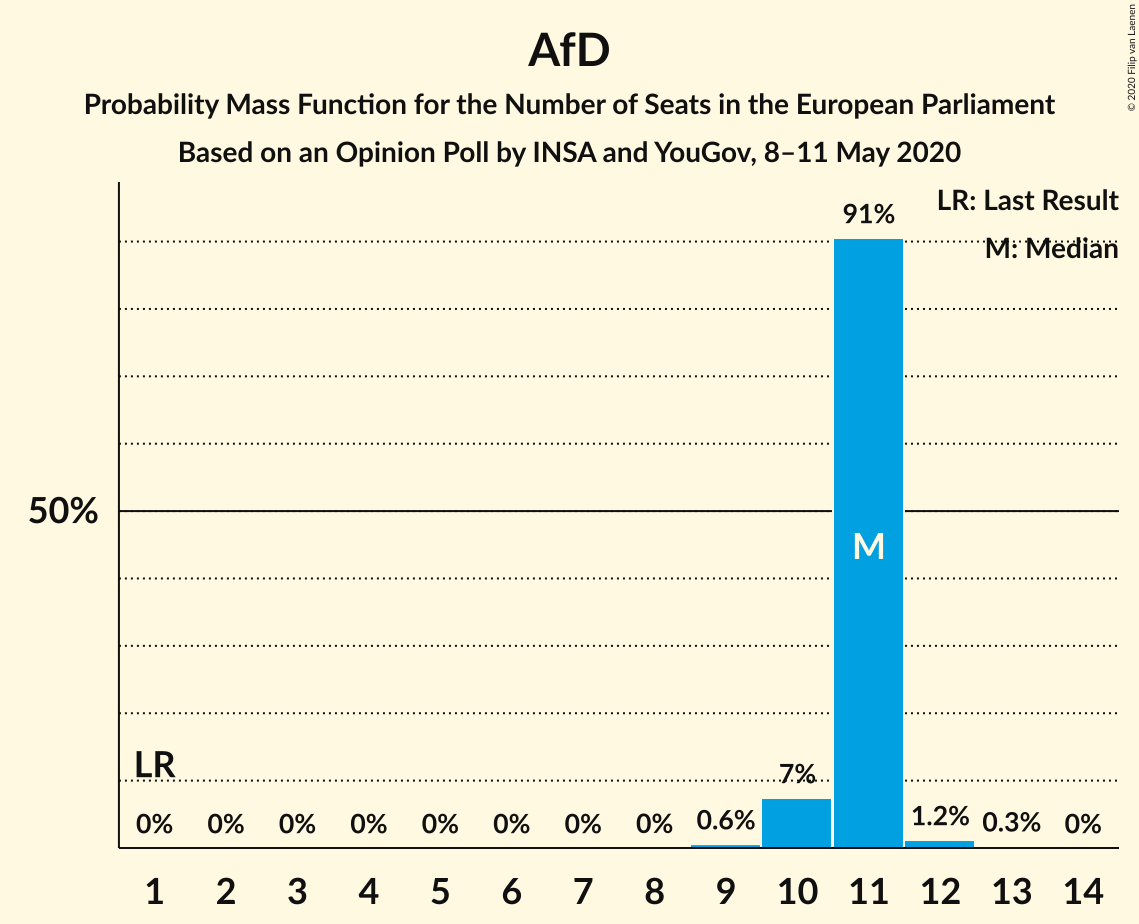 AfD
Probability Mass Function for the Number of Seats in the European Parliament
Based on an Opinion Poll by INSA and YouGov, 8–11 May 2020
© 2020 Filip van Laenen
LR: Last Result
M: Median
91%
50%
M
LR
0% 0% 0% 0% 0% 0% 0% 0% 0.6% 7% 1.2% 0.3% 0%
1 2 3 4 5 6 7 8 9 10 11 12 13 14